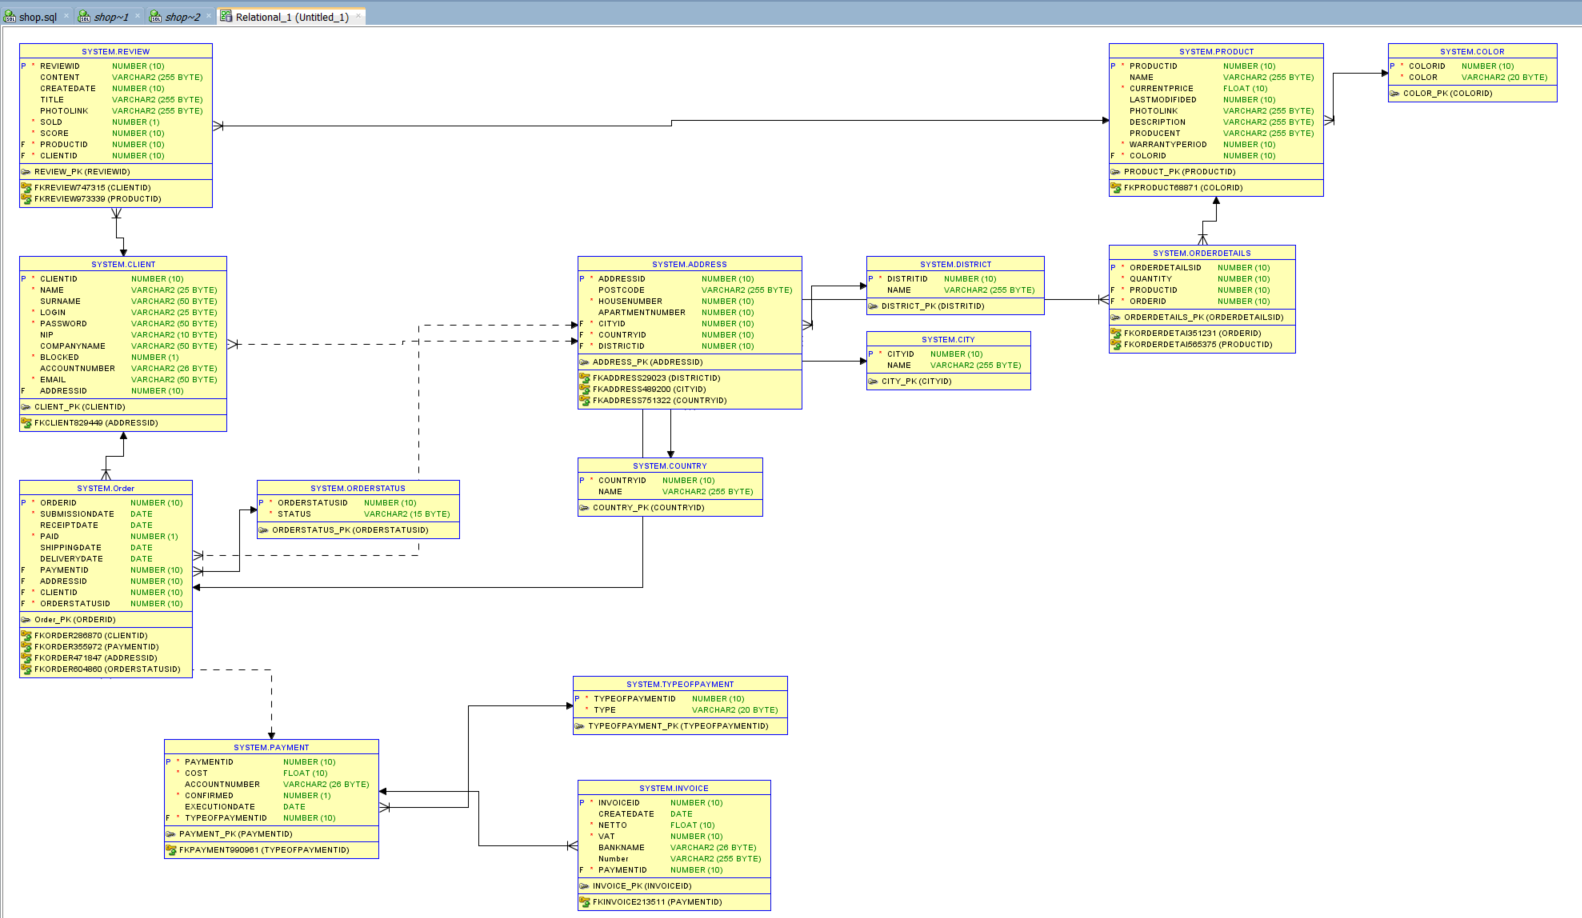 shop.sql shop~1 shop~2 Relational_1 (Untitled_1)
SYSTEM.REVIEW
P * REVIEWID NUMBER (10)
CONTENT VARCHAR2 (255 BYTE)
CREATEDATE NUMBER (10)
TITLE VARCHAR2 (255 BYTE)
PHOTOLINK VARCHAR2 (255 BYTE)
* SOLD NUMBER (1)
* SCORE NUMBER (10)
F * PRODUCTID NUMBER (10)
F * CLIENTID NUMBER (10)
REVIEW_PK (REVIEWID)
FKREVIEW747315 (CLIENTID)
FKREVIEW973339 (PRODUCTID)
SYSTEM.PRODUCT
P * PRODUCTID NUMBER (10)
NAME VARCHAR2 (255 BYTE)
* CURRENTPRICE FLOAT (10)
LASTMODIFIDED NUMBER (10)
PHOTOLINK VARCHAR2 (255 BYTE)
DESCRIPTION VARCHAR2 (255 BYTE)
PRODUCENT VARCHAR2 (255 BYTE)
* WARRANTYPERIOD NUMBER (10)
F * COLORID NUMBER (10)
PRODUCT_PK (PRODUCTID)
FKPRODUCT68871 (COLORID)
SYSTEM.COLOR
P * COLORID NUMBER (10)
* COLOR VARCHAR2 (20 BYTE)
COLOR_PK (COLORID)
SYSTEM.CLIENT
P * CLIENTID NUMBER (10)
* NAME VARCHAR2 (25 BYTE)
* SURNAME VARCHAR2 (50 BYTE)
* LOGIN VARCHAR2 (25 BYTE)
* PASSWORD VARCHAR2 (50 BYTE)
NIP VARCHAR2 (10 BYTE)
COMPANYNAME VARCHAR2 (50 BYTE)
* BLOCKED NUMBER (1)
ACCOUNTNUMBER VARCHAR2 (26 BYTE)
* EMAIL VARCHAR2 (50 BYTE)
F ADDRESSID NUMBER (10)
CLIENT_PK (CLIENTID)
FKCLIENT829449 (ADDRESSID)
SYSTEM.ADDRESS
P * ADDRESSID NUMBER (10)
POSTCODE VARCHAR2 (255 BYTE)
* HOUSENUMBER NUMBER (10)
APARTMENTNUMBER NUMBER (10)
F * CITYID NUMBER (10)
F * COUNTRYID NUMBER (10)
F * DISTRICTID NUMBER (10)
ADDRESS_PK (ADDRESSID)
FKADDRESS29023 (DISTRICTID)
FKADDRESS489200 (CITYID)
FKADDRESS751322 (COUNTRYID)
SYSTEM.DISTRICT
P * DISTRITID NUMBER (10)
NAME VARCHAR2 (255 BYTE)
DISTRICT_PK (DISTRITID)
SYSTEM.CITY
P * CITYID NUMBER (10)
NAME VARCHAR2 (255 BYTE)
CITY_PK (CITYID)
SYSTEM.ORDERDETAILS
P * ORDERDETAILSID NUMBER (10)
* QUANTITY NUMBER (10)
F * PRODUCTID NUMBER (10)
F * ORDERID NUMBER (10)
ORDERDETAILS_PK (ORDERDETAILSID)
FKORDERDETAI351231 (ORDERID)
FKORDERDETAI565375 (PRODUCTID)
SYSTEM.COUNTRY
P * COUNTRYID NUMBER (10)
NAME VARCHAR2 (255 BYTE)
COUNTRY_PK (COUNTRYID)
SYSTEM.Order
P * ORDERID NUMBER (10)
* SUBMISSIONDATE DATE
RECEIPTDATE DATE
* PAID NUMBER (1)
SHIPPINGDATE DATE
DELIVERYDATE DATE
F PAYMENTID NUMBER (10)
F ADDRESSID NUMBER (10)
F * CLIENTID NUMBER (10)
F * ORDERSTATUSID NUMBER (10)
Order_PK (ORDERID)
FKORDER286870 (CLIENTID)
FKORDER355972 (PAYMENTID)
FKORDER471847 (ADDRESSID)
FKORDER604860 (ORDERSTATUSID)
SYSTEM.ORDERSTATUS
P * ORDERSTATUSID NUMBER (10)
* STATUS VARCHAR2 (15 BYTE)
ORDERSTATUS_PK (ORDERSTATUSID)
SYSTEM.TYPEOFPAYMENT
P * TYPEOFPAYMENTID NUMBER (10)
* TYPE VARCHAR2 (20 BYTE)
TYPEOFPAYMENT_PK (TYPEOFPAYMENTID)
SYSTEM.PAYMENT
P * PAYMENTID NUMBER (10)
* COST FLOAT (10)
ACCOUNTNUMBER VARCHAR2 (26 BYTE)
* CONFIRMED NUMBER (1)
EXECUTIONDATE DATE
F * TYPEOFPAYMENTID NUMBER (10)
PAYMENT_PK (PAYMENTID)
FKPAYMENT990961 (TYPEOFPAYMENTID)
SYSTEM.INVOICE
P * INVOICEID NUMBER (10)
CREATEDATE DATE
* NETTO FLOAT (10)
* VAT NUMBER (10)
BANKNAME VARCHAR2 (26 BYTE)
Number VARCHAR2 (255 BYTE)
F * PAYMENTID NUMBER (10)
INVOICE_PK (INVOICEID)
FKINVOICE213511 (PAYMENTID)